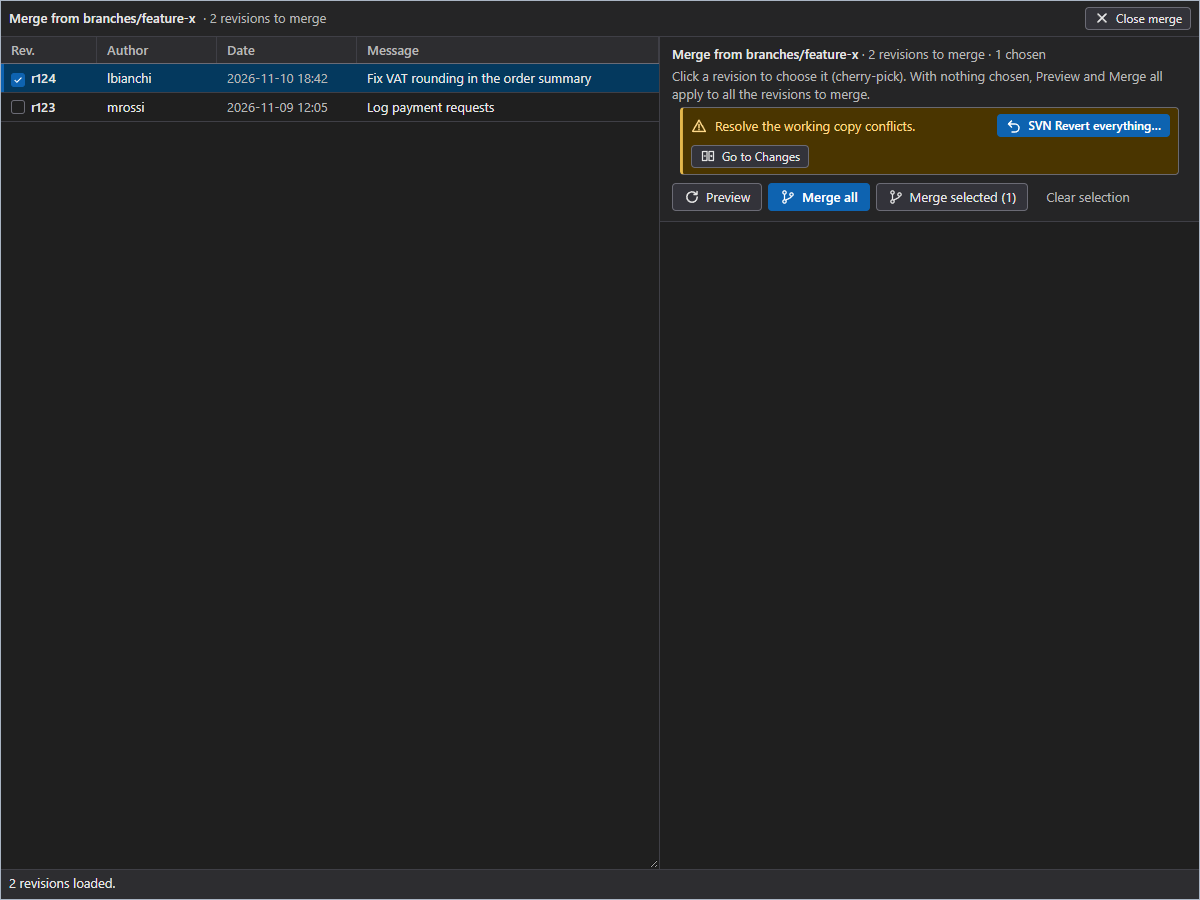 Merge from branches/feature-x · 2 revisions to merge
Close merge
Rev. Author Date Message
r124 lbianchi 2026-11-10 18:42 Fix VAT rounding in the order summary
r123 mrossi 2026-11-09 12:05 Log payment requests
Merge from branches/feature-x · 2 revisions to merge · 1 chosen
Click a revision to choose it (cherry-pick). With nothing chosen, Preview and Merge all
apply to all the revisions to merge.
Resolve the working copy conflicts.
SVN Revert everything...
Go to Changes
Preview Merge all Merge selected (1) Clear selection
2 revisions loaded.